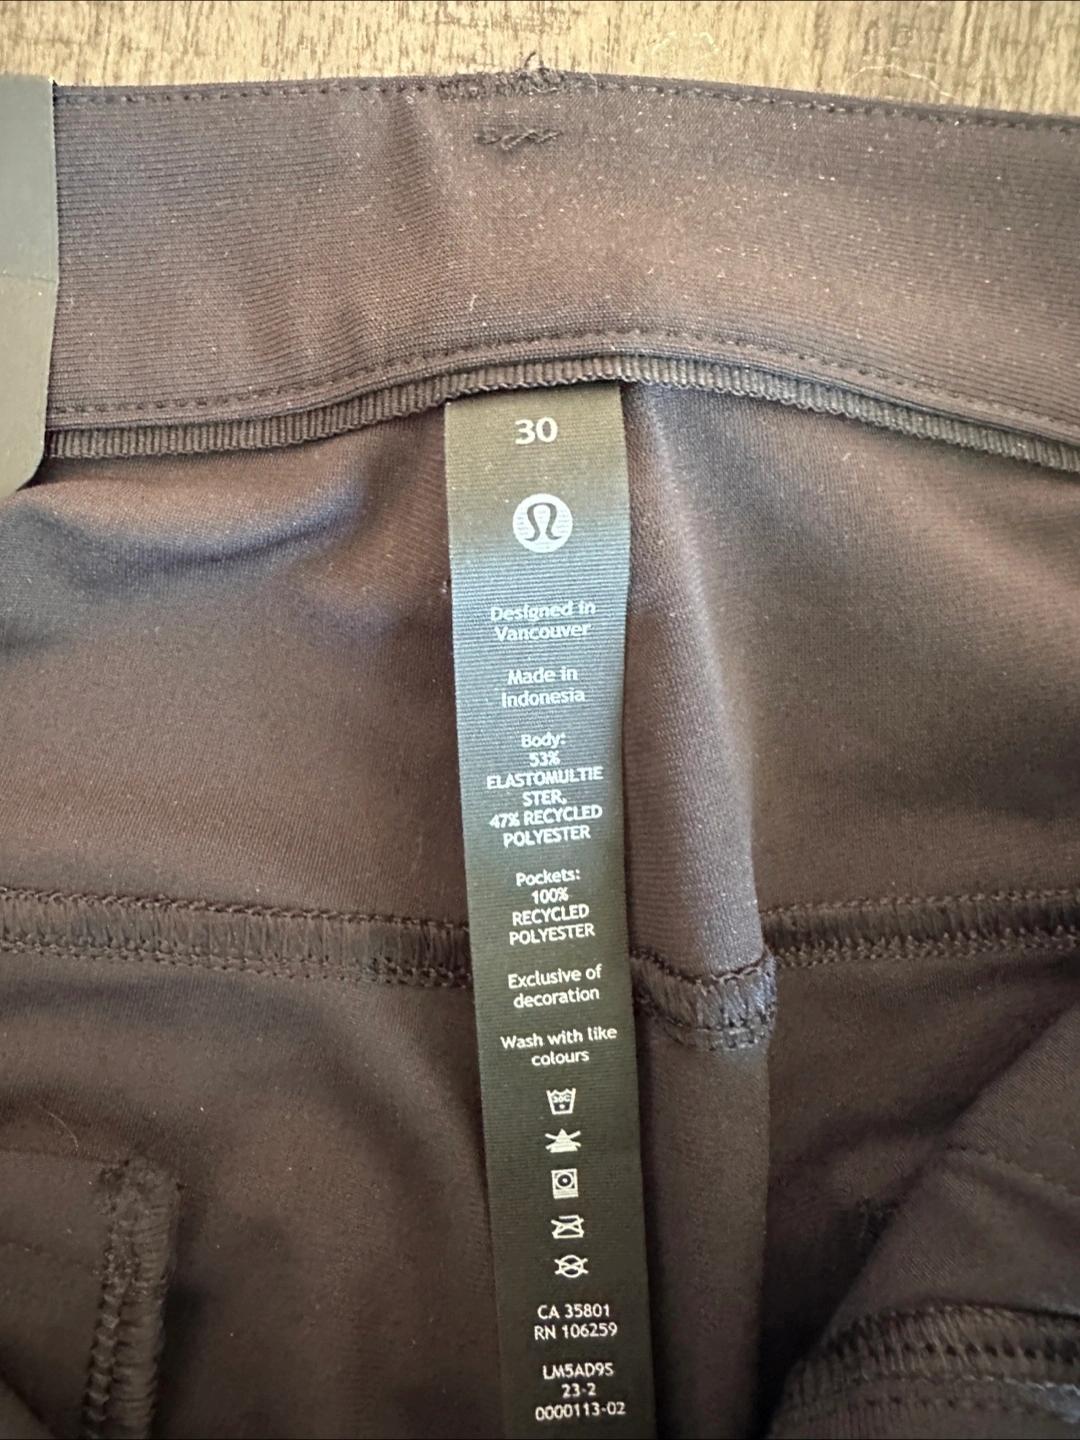 30
Designed in
Vancouver
Made in
Indonesia
Body:
53%
ELASTOMULTIE
STER,
47% RECYCLED
POLYESTER
Pockets:
100%
RECYCLED
POLYESTER
Exclusive of
decoration
Wash with like
colours
30C
CA 35801
RN 106259
LM5AD9S
23-2
0000113-02